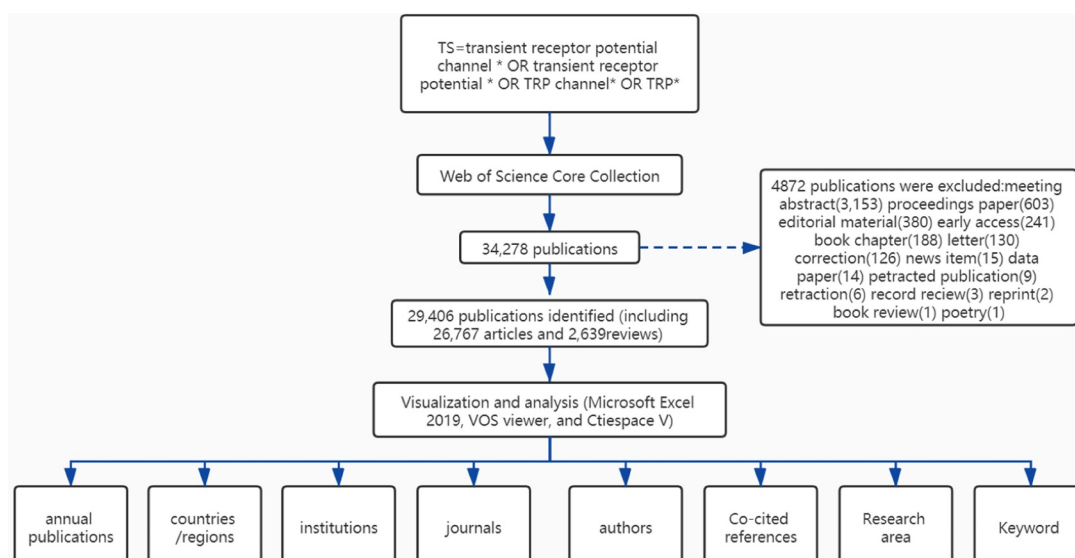 TS=transient receptor potential
channel * OR transient receptor
potential * OR TRP channel* OR TRP*
Web of Science Core Collection
34,278 publications
4872 publications were excluded:meeting
abstract(3,153) proceedings paper(603)
editorial material(380) early access(241)
book chapter(188) letter(130)
correction(126) news item(15) data
paper(14) petracted publication(9)
retraction(6) record review(3) reprint(2)
book review(1) poetry(1)
29,406 publications identified (including
26,767 articles and 2,639reviews)
Visualization and analysis (Microsoft Excel
2019, VOS viewer, and Ctiespace V)
annual
publications
countries
/regions
institutions
journals
authors
Co-cited
references
Research
area
Keyword